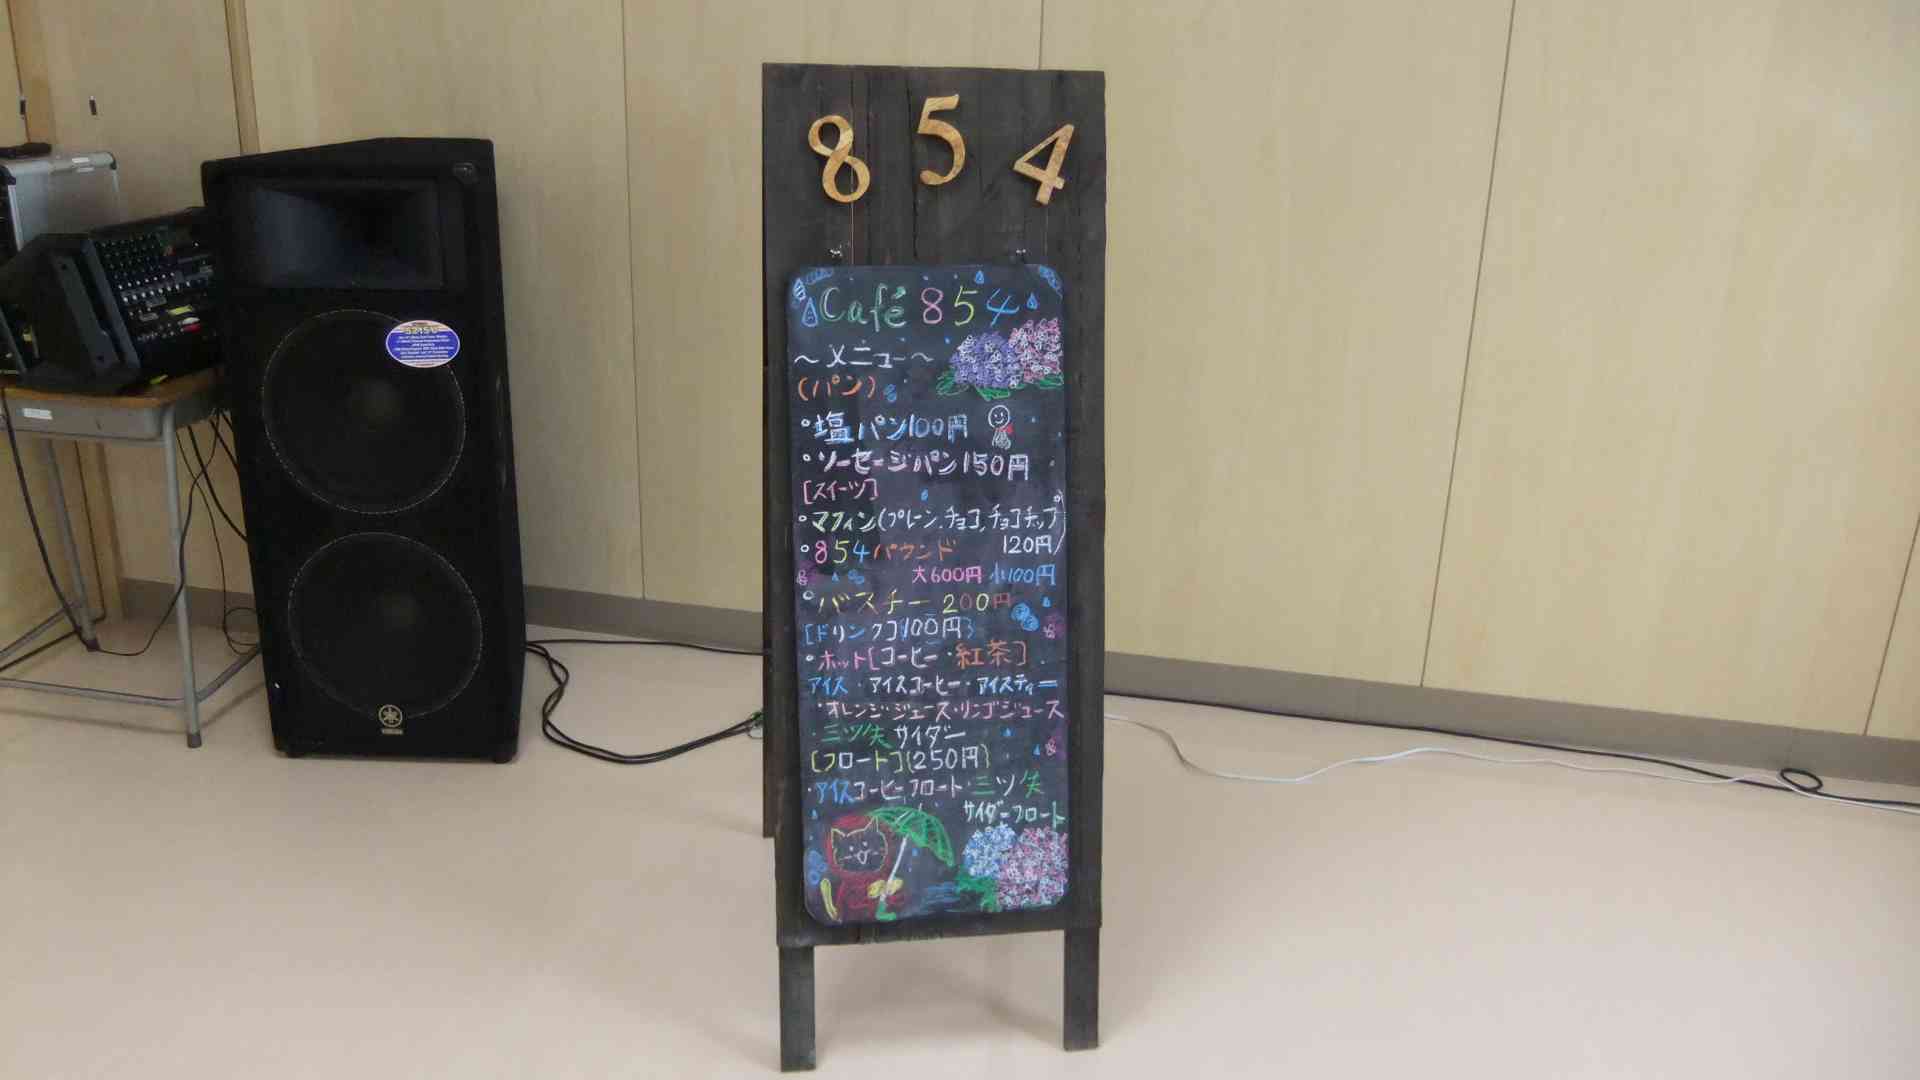 854
Café 854
～メニュー～
(パン)
°塩パン100円
°ソーセージパン150円
[スイーツ]
°マフィン(プレーン.チョコ,チョコチップ)
120円
°854パウンド
大600円 小100円
°バスチー 200円
[ドリンク](100円)
°ホット[コーヒー・紅茶]
アイス・アイスコーヒー・アイスティー
・オレンジジュース・リンゴジュース
・三ツ矢サイダー
[フロート](250円)
・アイスコーヒーフロート・三ツ矢
サイダーフロート
S215V
YAMAHA